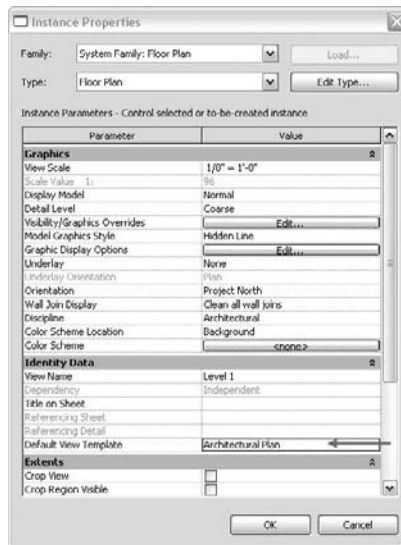 Instance Properties
Family: System Family: Floor Plan Load...
Type: Floor Plan Edit Type...
Instance Parameters - Control selected or to-be-created instance
Parameter Value
Graphics
View Scale 1/8" = 1'-0"
Scale Value 1: 96
Display Model Normal
Detail Level Coarse
Visibility/Graphics Overrides Edit...
Model Graphics Style Hidden Line
Graphic Display Options Edit...
Underlay None
Underlay Orientation Plan
Orientation Project North
Wall Join Display Clean all wall joins
Discipline Architectural
Color Scheme Location Background
Color Scheme <none>
Identity Data
View Name Level 1
Dependency Independent
Title on Sheet
Referencing Sheet
Referencing Detail
Default View Template Architectural Plan
Extents
Crop View
Crop Region Visible
OK Cancel